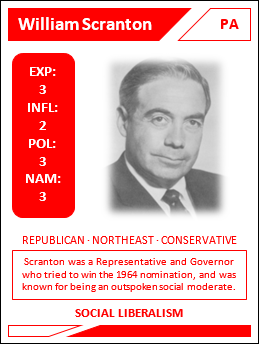 William Scranton
PA
EXP:
3
INFL:
2
POL:
3
NAM:
3
REPUBLICAN · NORTHEAST · CONSERVATIVE
Scranton was a Representative and Governor
who tried to win the 1964 nomination, and was
known for being an outspoken social moderate.
SOCIAL LIBERALISM